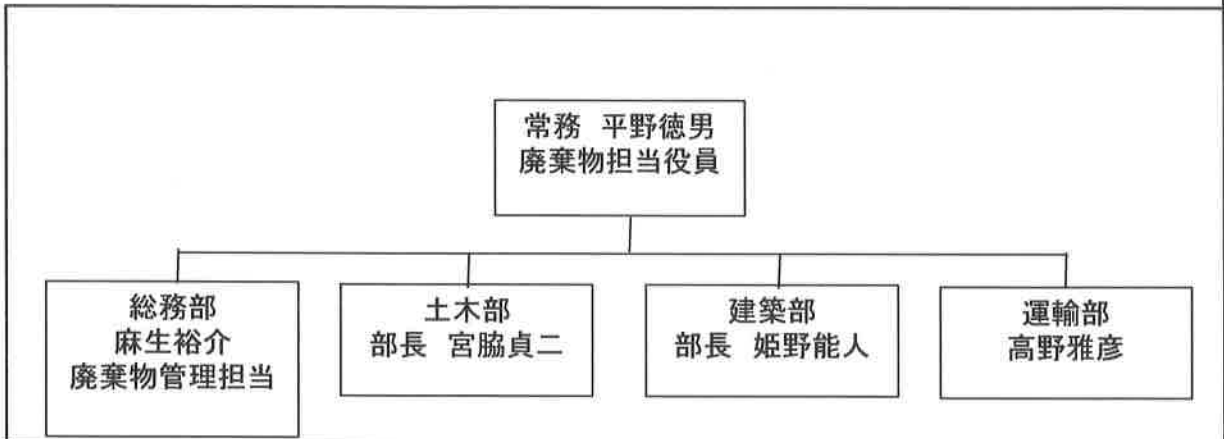 常務 平野徳男
廃棄物担当役員
総務部
麻生裕介
廃棄物管理担当
土木部
部長 宮脇貞二
建築部
部長 姫野能人
運輸部
高野雅彦